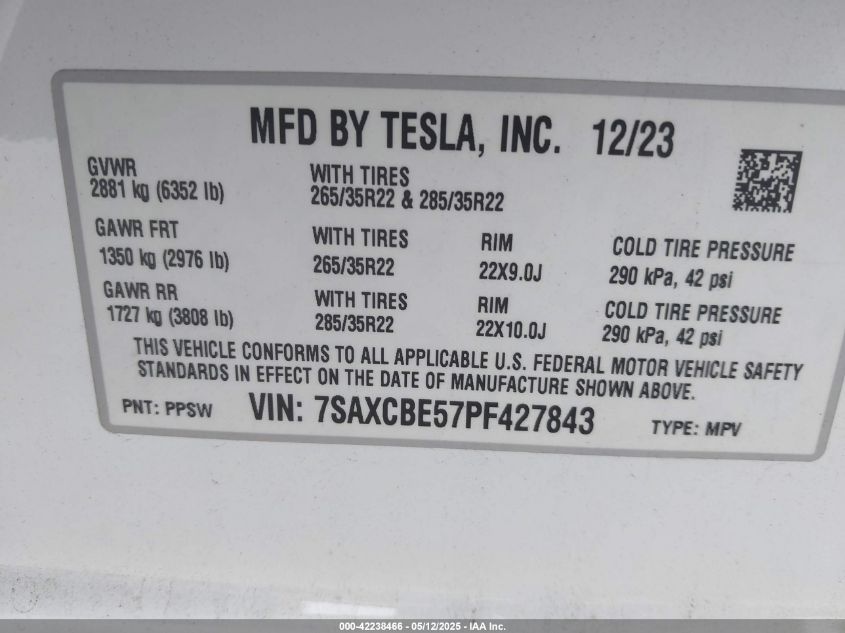 MFD BY TESLA, INC. 12/23
GVWR
2881 kg (6352 lb)
WITH TIRES
265/35R22 & 285/35R22
GAWR FRT
1350 kg (2976 lb)
WITH TIRES
265/35R22
RIM
22X9.0J
COLD TIRE PRESSURE
290 kPa, 42 psi
GAWR RR
1727 kg (3808 lb)
WITH TIRES
285/35R22
RIM
22X10.0J
COLD TIRE PRESSURE
290 kPa, 42 psi
THIS VEHICLE CONFORMS TO ALL APPLICABLE U.S. FEDERAL MOTOR VEHICLE SAFETY
STANDARDS IN EFFECT ON THE DATE OF MANUFACTURE SHOWN ABOVE.
PNT: PPSW VIN: 7SAXCBE57PF427843 TYPE: MPV
000-42238466 - 05/12/2025 - IAA Inc.